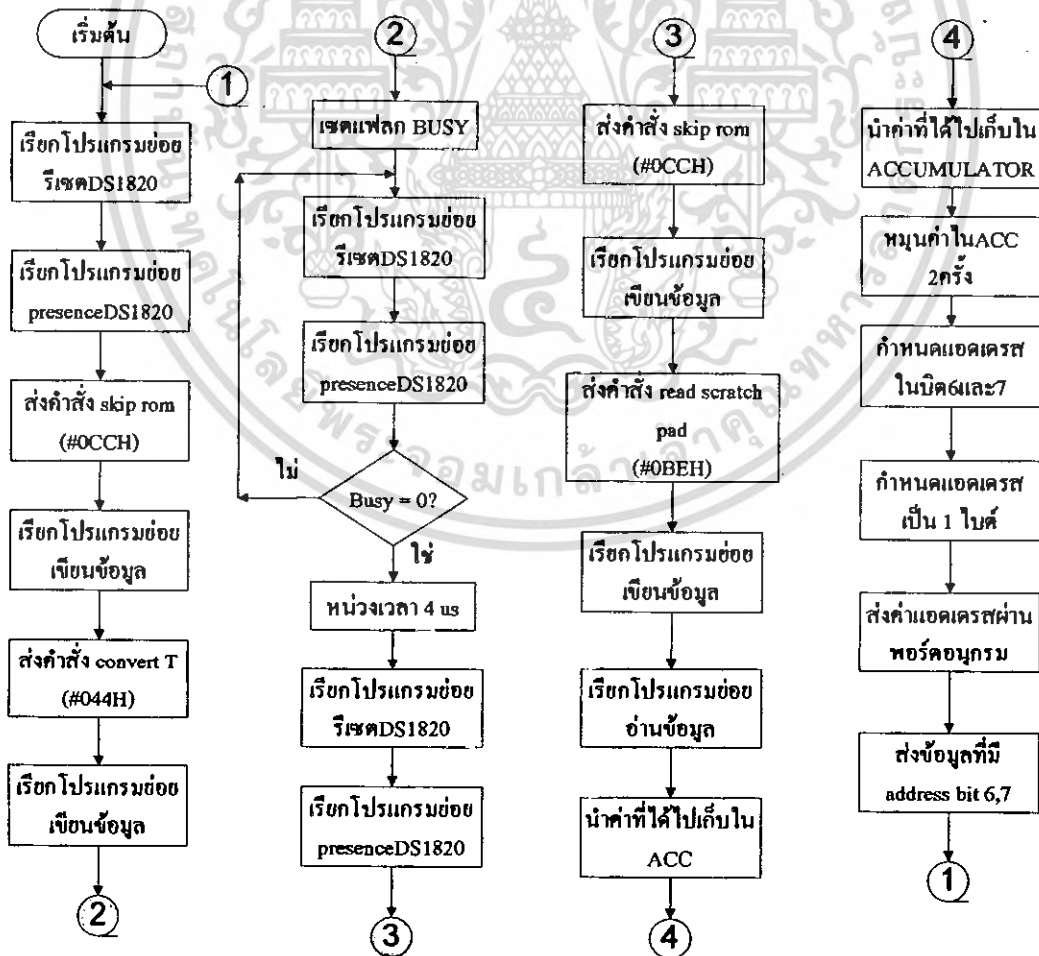 เริ่มต้น
1
เรียกโปรแกรมย่อย
รีเซตDS1820
เรียกโปรแกรมย่อย
presenceDS1820
ส่งคำสั่ง skip rom
(#0CCH)
เรียกโปรแกรมย่อย
เขียนข้อมูล
ส่งคำสั่ง convert T
(#044H)
เรียกโปรแกรมย่อย
เขียนข้อมูล
2
2
เซตแฟลก BUSY
เรียกโปรแกรมย่อย
รีเซตDS1820
เรียกโปรแกรมย่อย
presenceDS1820
ไม่
Busy = 0?
ใช่
หน่วงเวลา 4 us
เรียกโปรแกรมย่อย
รีเซตDS1820
เรียกโปรแกรมย่อย
presenceDS1820
3
3
ส่งคำสั่ง skip rom
(#0CCH)
เรียกโปรแกรมย่อย
เขียนข้อมูล
ส่งคำสั่ง read scratch
pad
(#0BEH)
เรียกโปรแกรมย่อย
เขียนข้อมูล
เรียกโปรแกรมย่อย
อ่านข้อมูล
นำค่าที่ได้ไปเก็บใน
ACC
4
4
นำค่าที่ได้ไปเก็บใน
ACCUMULATOR
หมุนค่าในACC
2ครั้ง
กำหนดแอดเดรส
ในบิต6และ7
กำหนดแอดเดรส
เป็น 1 ไบต์
ส่งค่าแอดเดรสผ่าน
พอร์ตอนุกรม
ส่งข้อมูลที่มี
address bit 6,7
1
พระจอมเกล้าเจ้าคุณทหาร